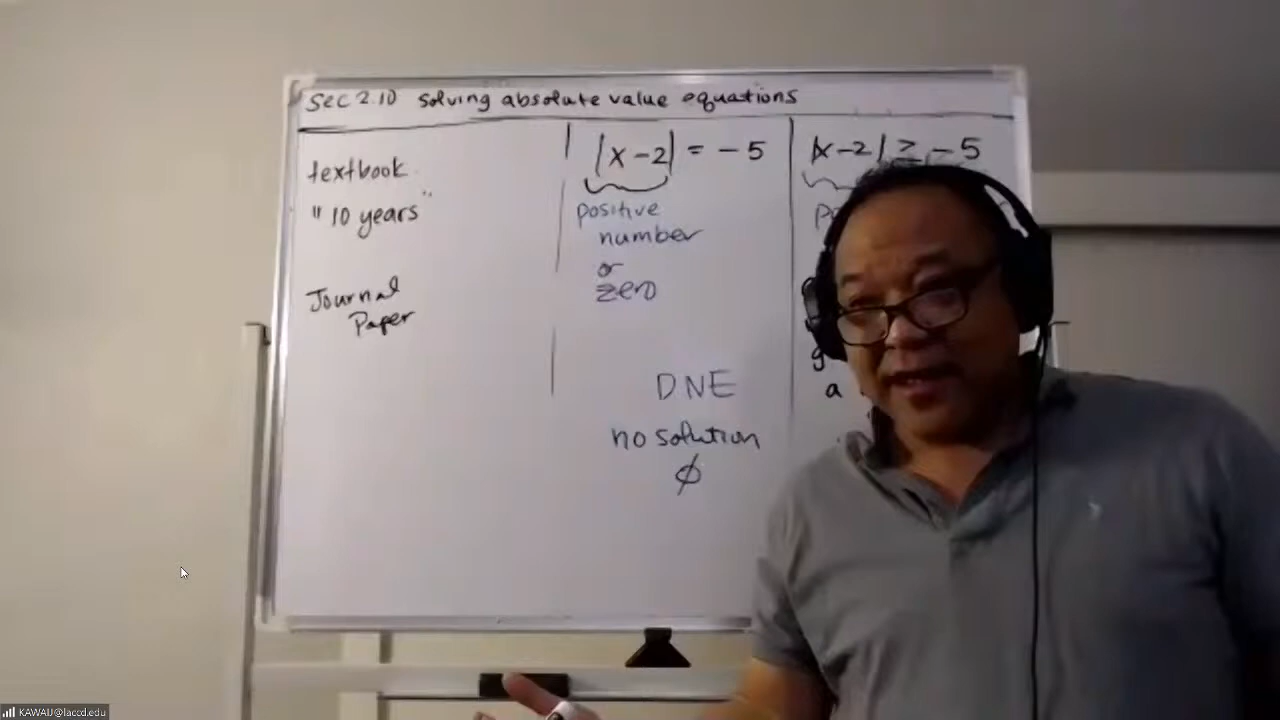 Sec 2.10 solving absolute value equations
textbook
"10 years"
Journal
Paper
|x-2| = -5
positive
number
or
zero
DNE
no solution
∅
|x-2| ≥ -5
a
KAWAIJ@laccd.edu